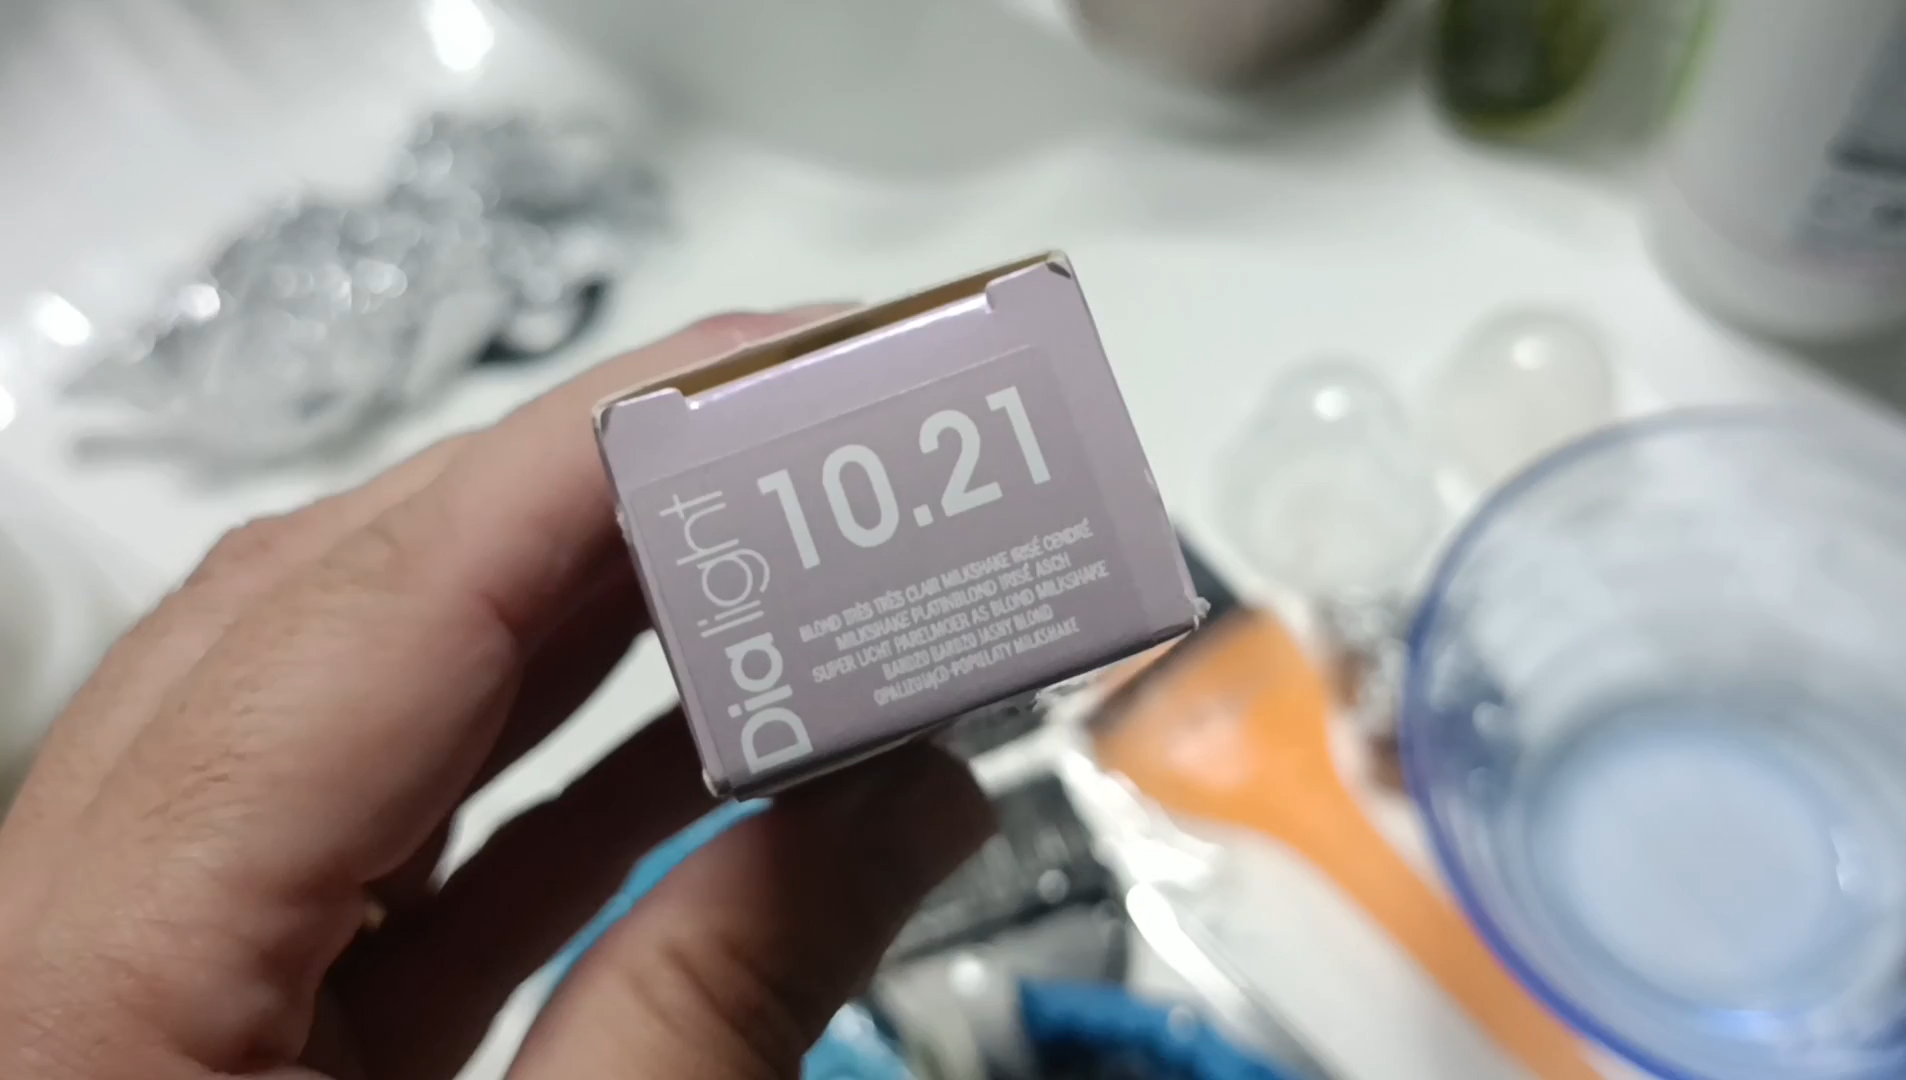 Dia light
10.21
BLOND TRÈS TRÈS CLAIR MILKSHAKE IRISÉ CENDRÉ
MILKSHAKE PLATINBLOND IRISÉ ASCH
SUPER LICHT PARELMOER AS BLOND MILKSHAKE
BARDZO BARDZO JASNY BLOND
OPALIZUJĄCO-POPIELATY MILKSHAKE